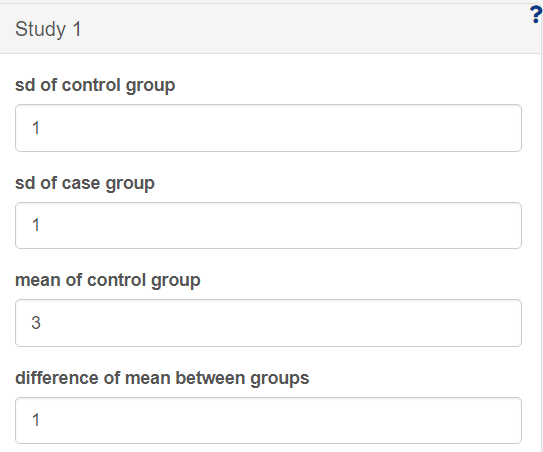 ?
Study 1
sd of control group
1
sd of case group
1
mean of control group
3
difference of mean between groups
1